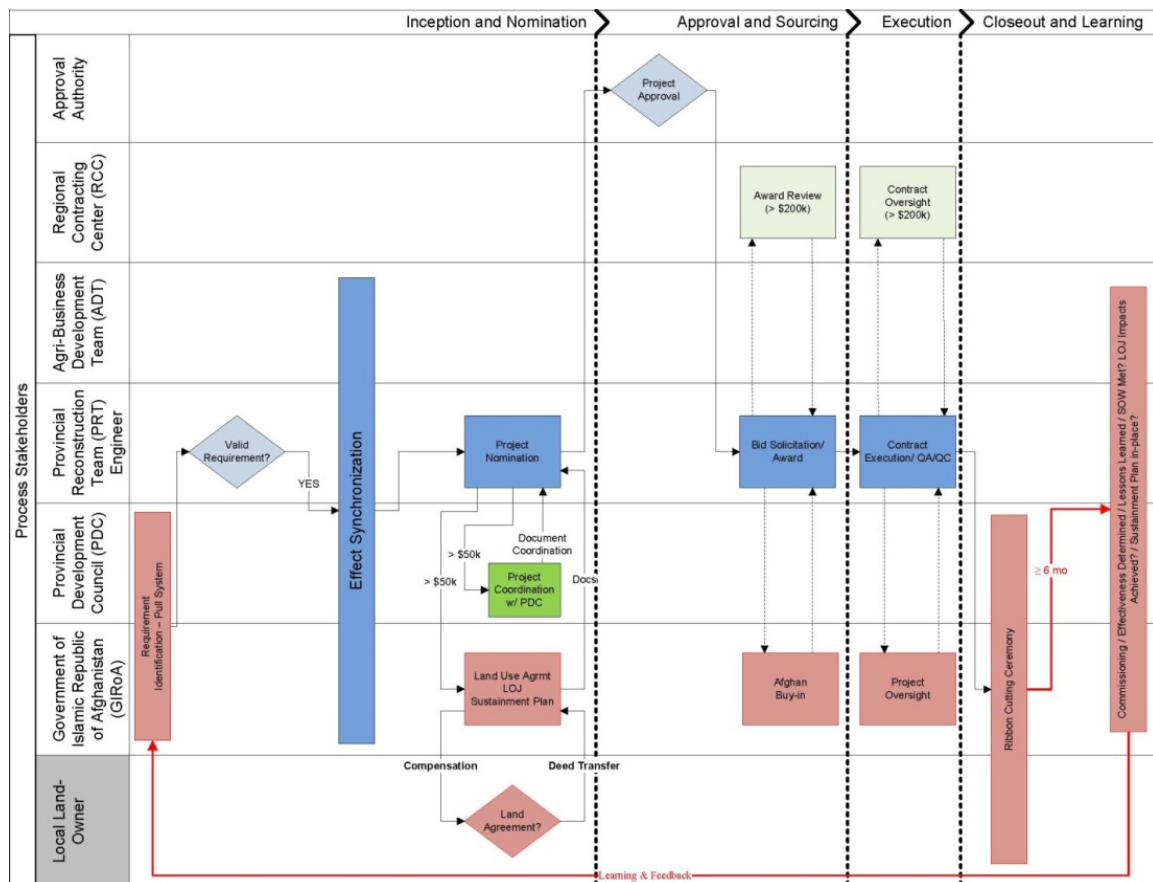 Inception and Nomination
Approval and Sourcing
Execution
Closeout and Learning
Process Stakeholders
Approval
Authority
Project
Approval
Regional
Contracting
Center (RCC)
Award Review
(> $200k)
Contract
Oversight
(> $200k)
Agri-Business
Development
Team (ADT)
Provincial
Reconstruction
Team (PRT)
Engineer
Valid
Requirement?
YES
Effect Synchronization
Project
Nomination
Bid Solicitation/
Award
Contract
Execution/ QA/QC
Provincial
Development
Council (PDC)
> $50k
> $50k
Document
Coordination
Project
Coordination
w/ PDC
Docs
Requirement
Identification – Pull System
Government of
Islamic Republic
of Afghanistan
(GIRoA)
Land Use Agrmt
LOJ
Sustainment Plan
Afghan
Buy-in
Project
Oversight
Ribbon Cutting Ceremony
≥ 6 mo
Commissioning / Effectiveness Determined / Lessons Learned / SOW Met? LOJ Impacts
Achieved? / Sustainment Plan in-place?
Local Land-
Owner
Compensation
Deed Transfer
Land
Agreement?
Learning & Feedback